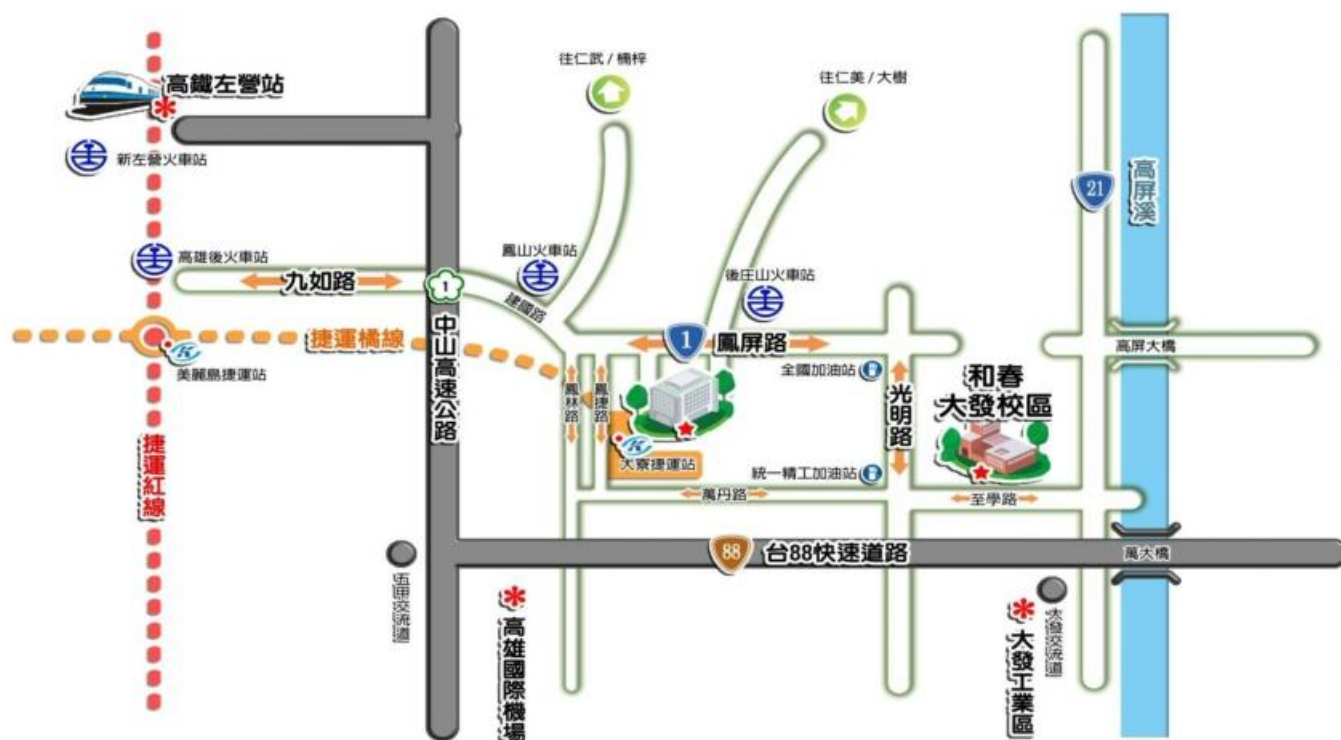 高鐵左營站
新左營火車站
往仁武 / 楠梓
往仁美 / 大樹
21
高屏溪
高雄後火車站
九如路
1
中山高速公路
鳳山火車站
建國路
後庄山火車站
捷運橘線
美麗島捷運站
捷運紅線
1
鳳屏路
高屏大橋
全國加油站
鳳林路
鳳捷路
大寮捷運站
光明路
和春
大發校區
統一精工加油站
萬丹路
至學路
88
台88快速道路
萬大橋
五甲交流道
高雄國際機場
大發工業區
大發交流道